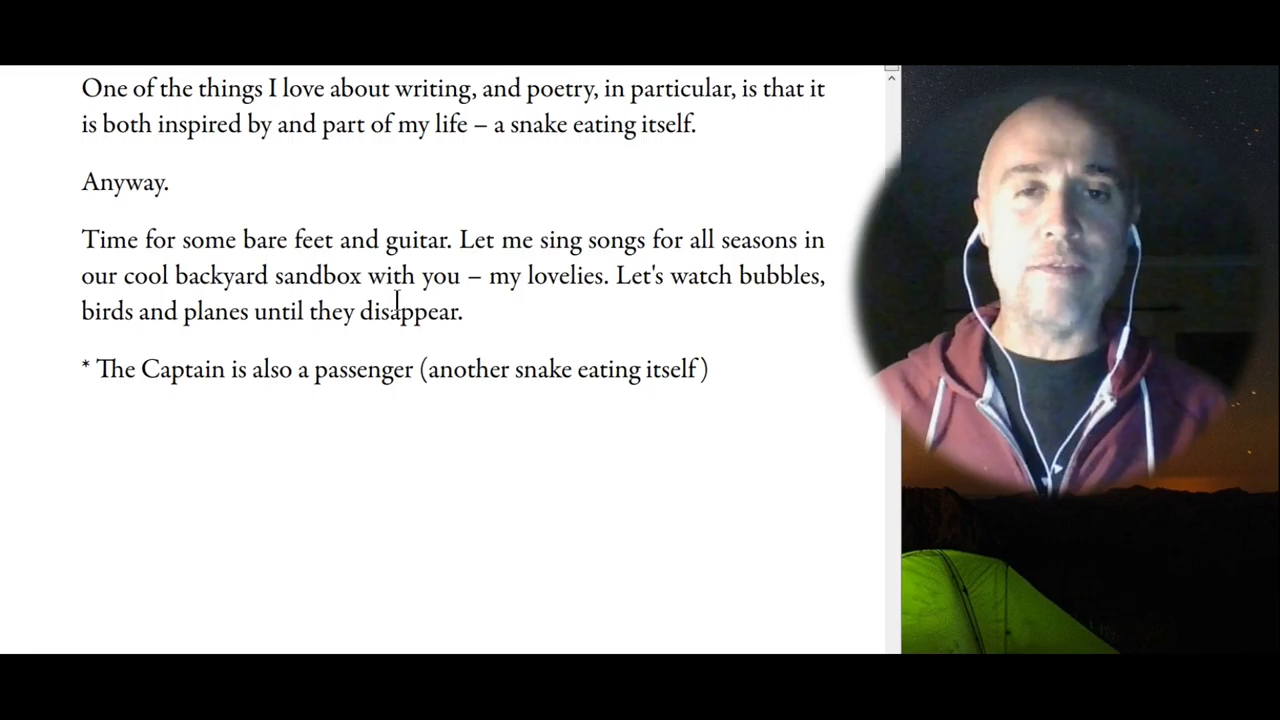 One of the things I love about writing, and poetry, in particular, is that it
is both inspired by and part of my life – a snake eating itself.
Anyway.
Time for some bare feet and guitar. Let me sing songs for all seasons in
our cool backyard sandbox with you – my lovelies. Let's watch bubbles,
birds and planes until they disappear.
* The Captain is also a passenger (another snake eating itself)